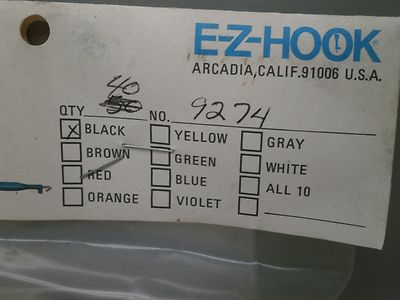 E-Z-HOOK
ARCADIA, CALIF. 91006 U.S.A.
40
QTY 50 NO. 9274
X BLACK YELLOW GRAY
BROWN GREEN WHITE
RED BLUE ALL 10
ORANGE VIOLET